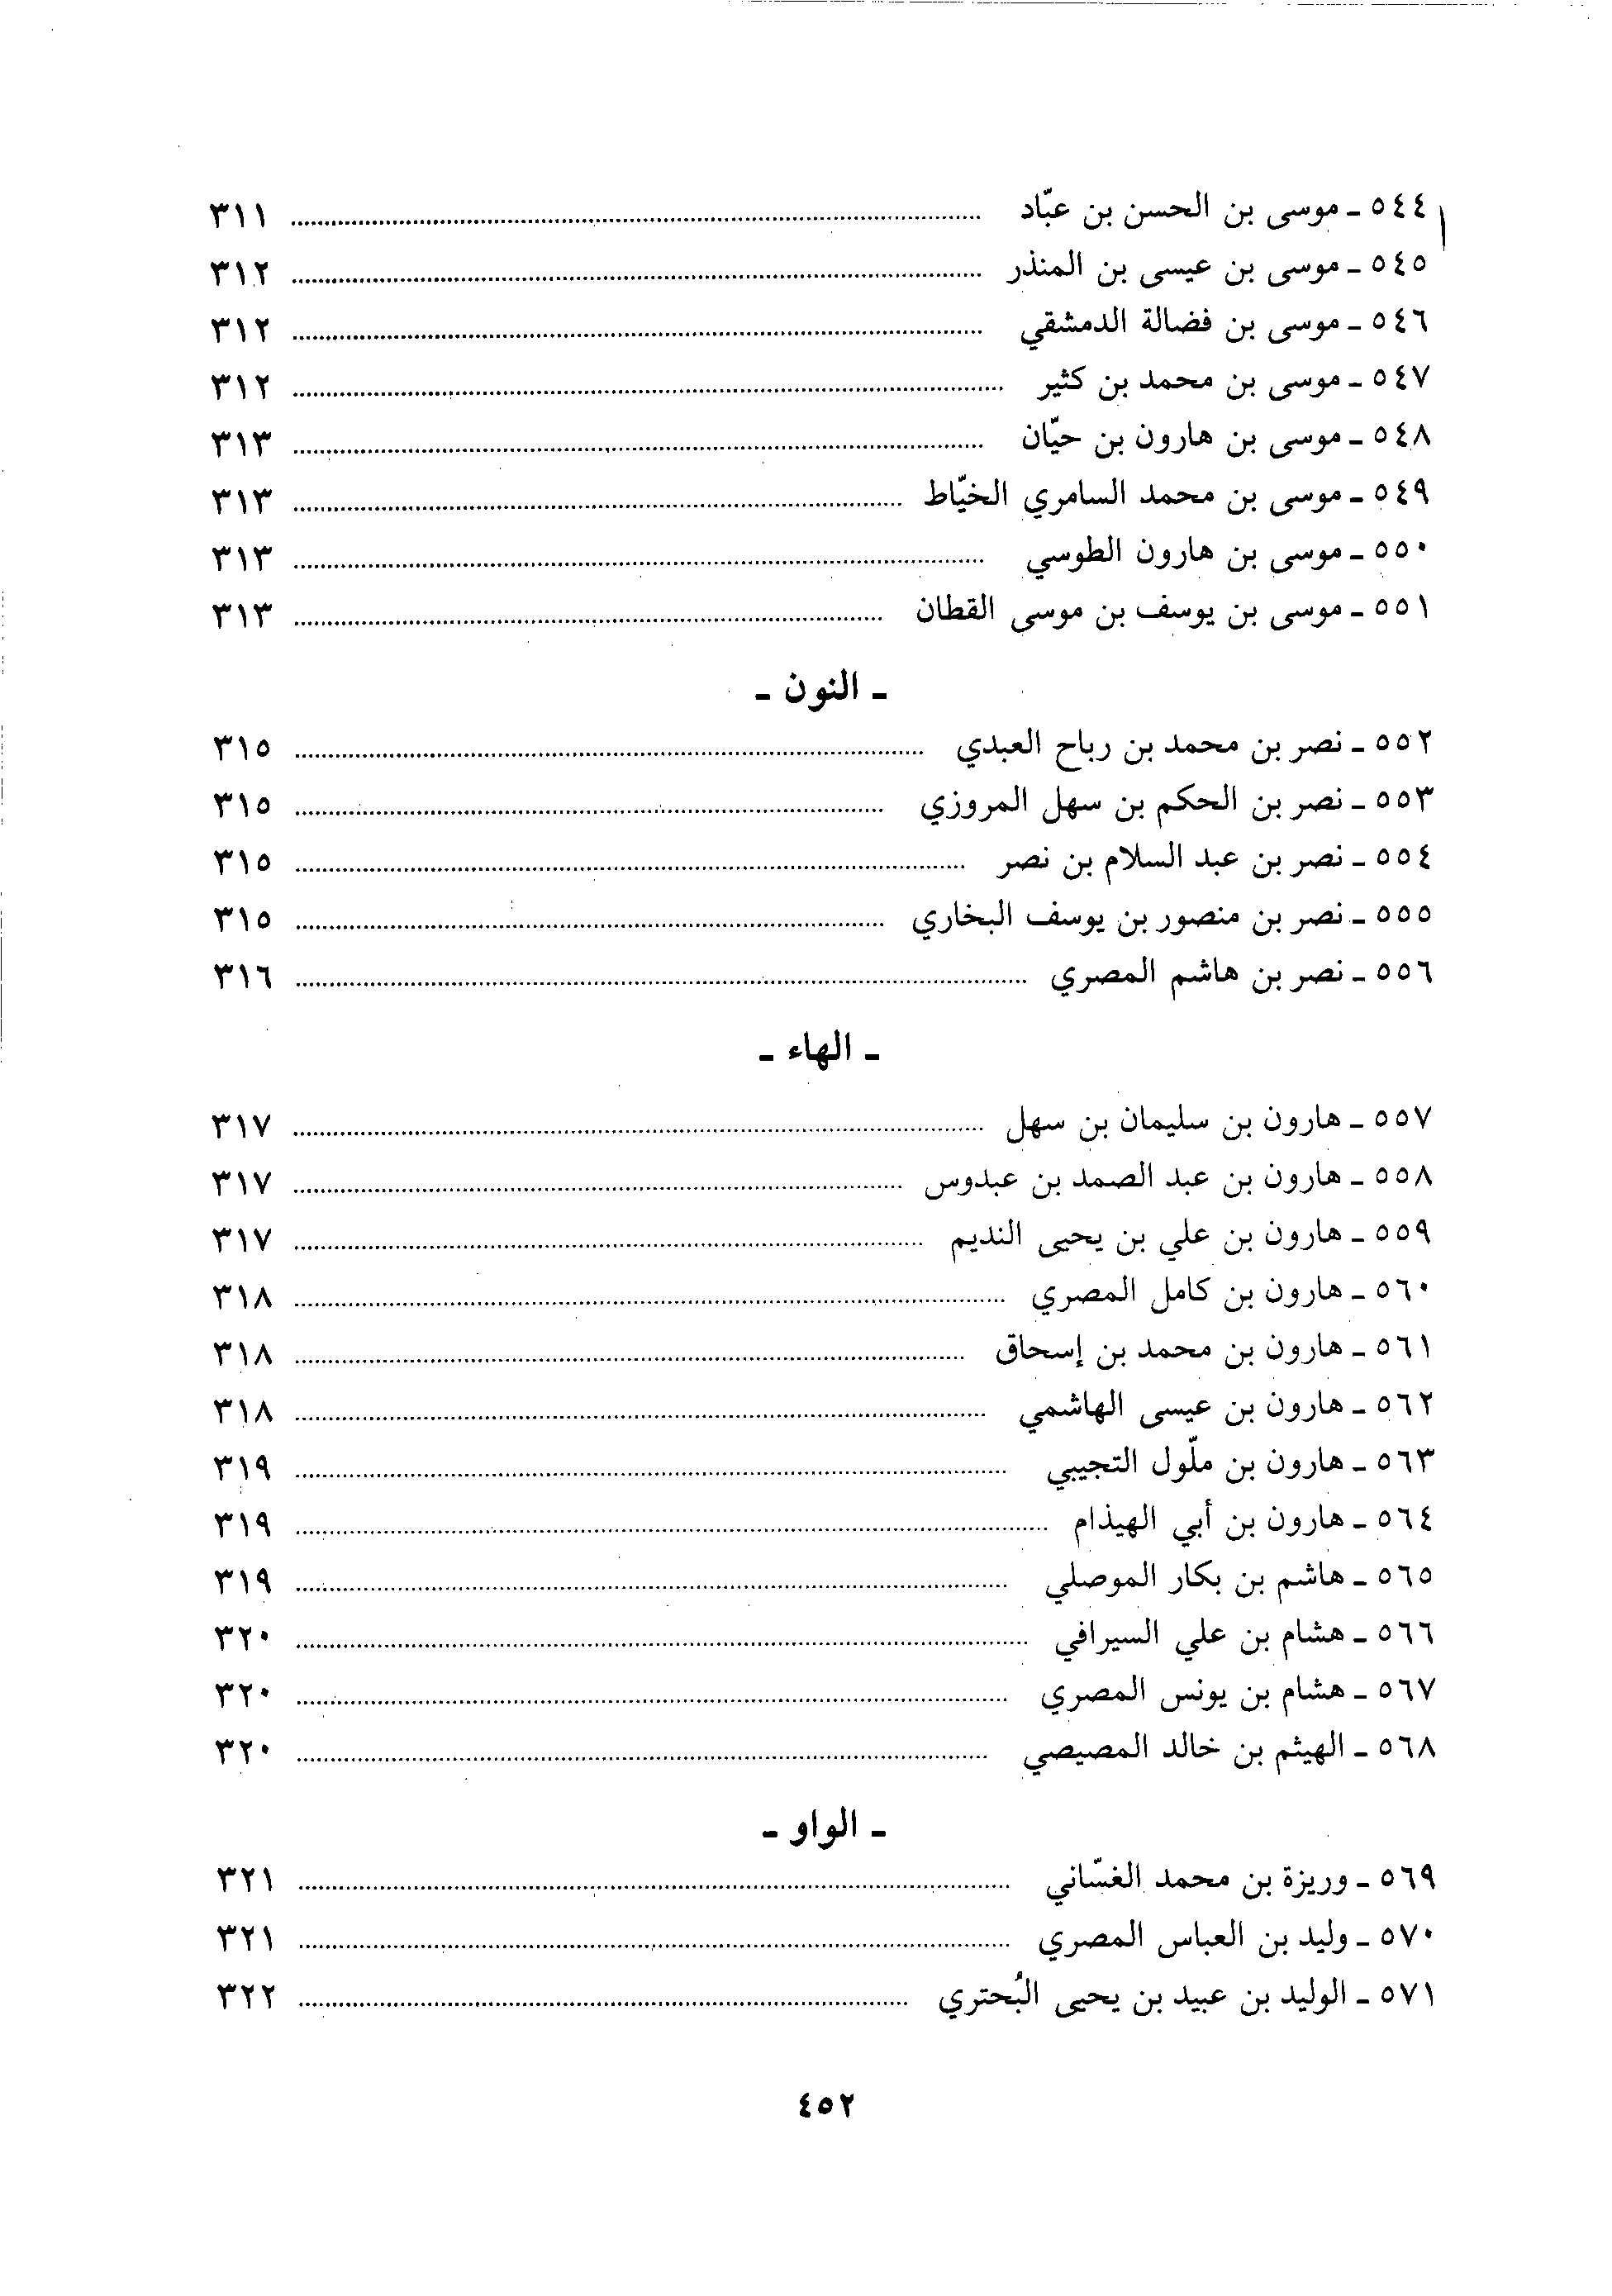 ٥٤٤ ـ موسى بن الحسن بن عبّاد ........ ٣١١
٥٤٥ ـ موسى بن عيسى بن المنذر ........ ٣١٢
٥٤٦ ـ موسى بن فضالة الدمشقي ........ ٣١٢
٥٤٧ ـ موسى بن محمد بن كثير ........ ٣١٢
٥٤٨ ـ موسى بن هارون بن حيّان ........ ٣١٣
٥٤٩ ـ موسى بن محمد السامري الخيّاط ........ ٣١٣
٥٥٠ ـ موسى بن هارون الطوسي ........ ٣١٣
٥٥١ ـ موسى بن يوسف بن موسى القطان ........ ٣١٣
ـ النون ـ
٥٥٢ ـ نصر بن محمد بن رباح العبدي ........ ٣١٥
٥٥٣ ـ نصر بن الحكم بن سهل المروزي ........ ٣١٥
٥٥٤ ـ نصر بن عبد السلام بن نصر ........ ٣١٥
٥٥٥ ـ نصر بن منصور بن يوسف البخاري ........ ٣١٥
٥٥٦ ـ نصر بن هاشم المصري ........ ٣١٦
ـ الهاء ـ
٥٥٧ ـ هارون بن سليمان بن سهل ........ ٣١٧
٥٥٨ ـ هارون بن عبد الصمد بن عبدوس ........ ٣١٧
٥٥٩ ـ هارون بن علي بن يحيى النديم ........ ٣١٧
٥٦٠ ـ هارون بن كامل المصري ........ ٣١٨
٥٦١ ـ هارون بن محمد بن إسحاق ........ ٣١٨
٥٦٢ ـ هارون بن عيسى الهاشمي ........ ٣١٨
٥٦٣ ـ هارون بن ملّول التجيبي ........ ٣١٩
٥٦٤ ـ هارون بن أبي الهيذام ........ ٣١٩
٥٦٥ ـ هاشم بن بكار الموصلي ........ ٣١٩
٥٦٦ ـ هشام بن علي السيرافي ........ ٣٢٠
٥٦٧ ـ هشام بن يونس المصري ........ ٣٢٠
٥٦٨ ـ الهيثم بن خالد المصيصي ........ ٣٢٠
ـ الواو ـ
٥٦٩ ـ وريزة بن محمد الغسّاني ........ ٣٢١
٥٧٠ ـ وليد بن العباس المصري ........ ٣٢١
٥٧١ ـ الوليد بن عبيد بن يحيى البُحتري ........ ٣٢٢
٤٥٢